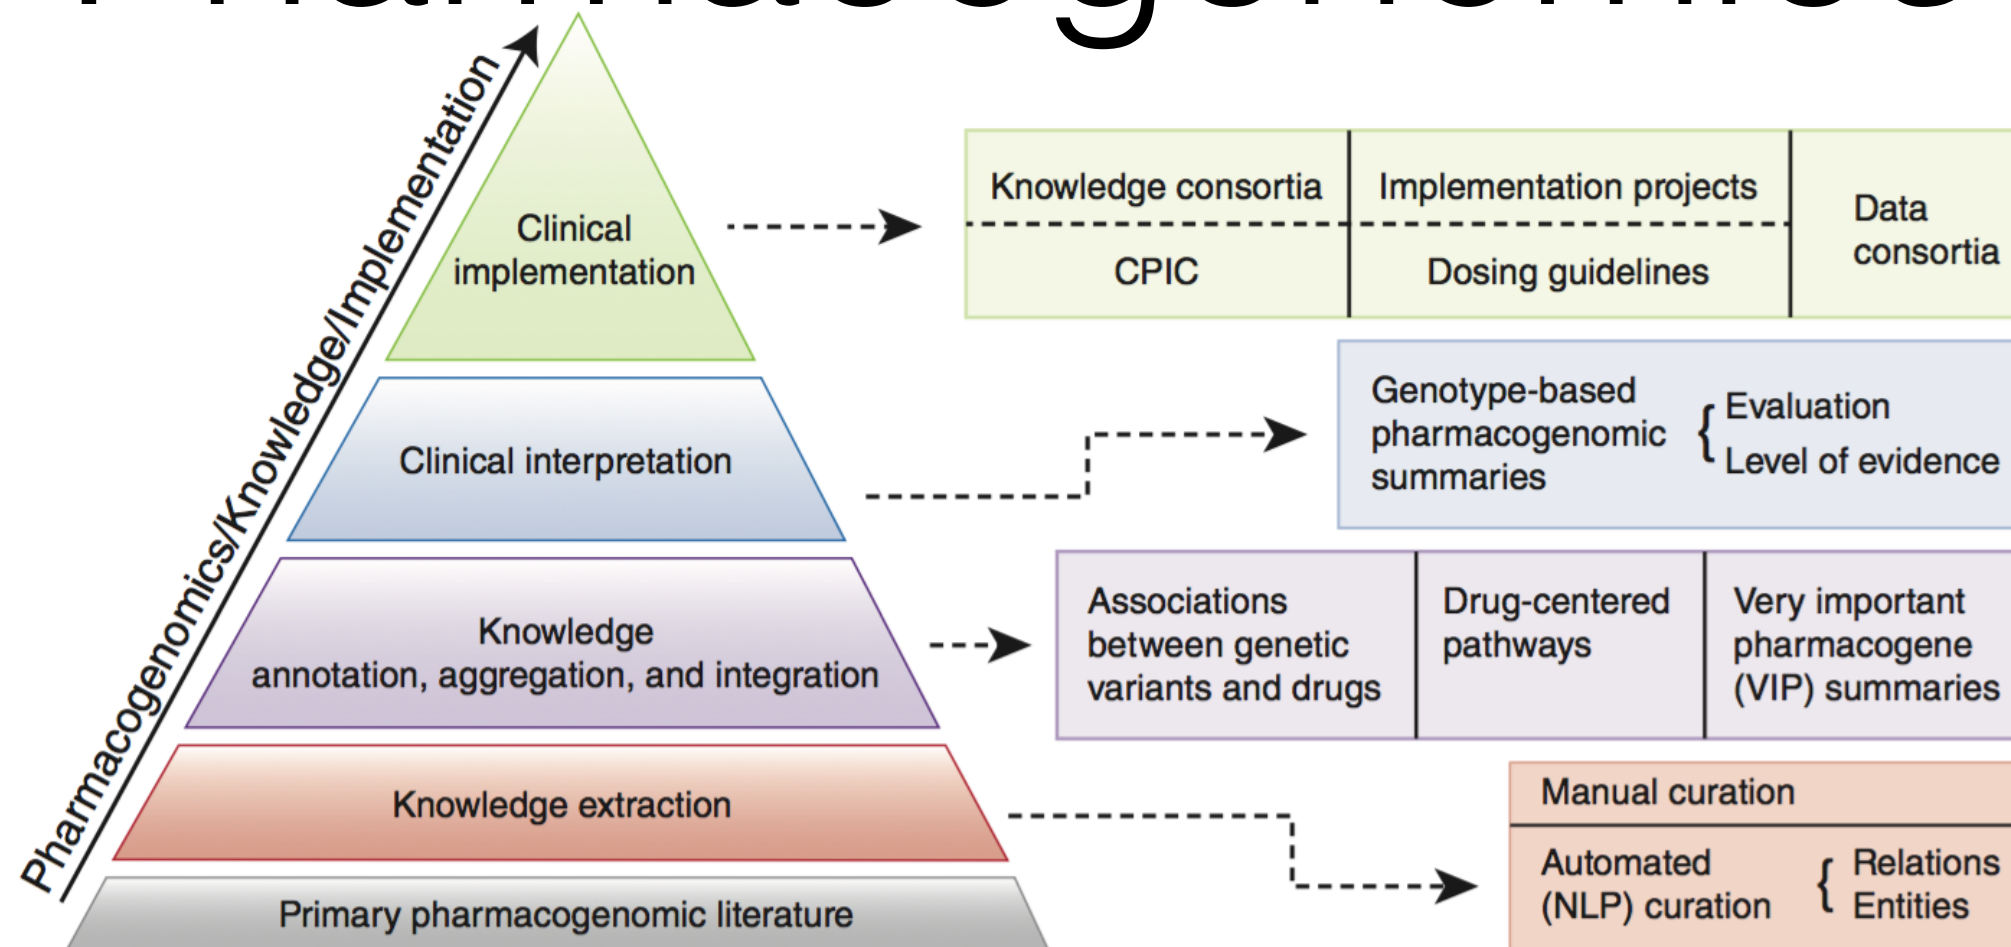 Pharmacogenomics
Pharmacogenomics/Knowledge/Implementation
Clinical
implementation
Knowledge consortia
Implementation projects
Data
consortia
CPIC
Dosing guidelines
Clinical interpretation
Genotype-based
pharmacogenomic
summaries
{ Evaluation
Level of evidence
Knowledge
annotation, aggregation, and integration
Associations
between genetic
variants and drugs
Drug-centered
pathways
Very important
pharmacogene
(VIP) summaries
Knowledge extraction
Manual curation
Automated
(NLP) curation
{ Relations
Entities
Primary pharmacogenomic literature